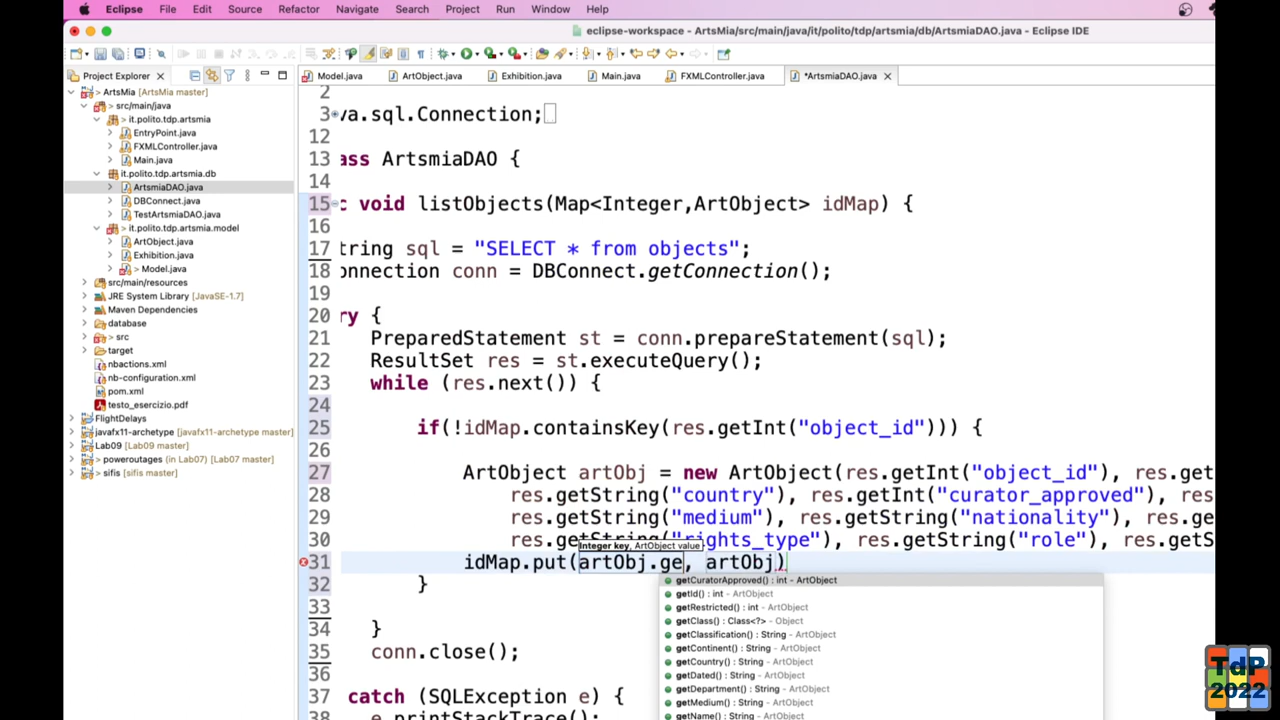 Eclipse File Edit Source Refactor Navigate Search Project Run Window Help
eclipse-workspace - ArtsMia/src/main/java/it/polito/tdp/artsmia/db/ArtsmiaDAO.java - Eclipse IDE
Project Explorer
Model.java ArtObject.java Exhibition.java Main.java FXMLController.java *ArtsmiaDAO.java
> ArtsMia [ArtsMia master]
> src/main/java
> it.polito.tdp.artsmia
EntryPoint.java
FXMLController.java
Main.java
it.polito.tdp.artsmia.db
ArtsmiaDAO.java
DBConnect.java
TestArtsmiaDAO.java
> it.polito.tdp.artsmia.model
ArtObject.java
Exhibition.java
> Model.java
src/main/resources
JRE System Library [JavaSE-1.7]
Maven Dependencies
database
> src
target
nbactions.xml
nb-configuration.xml
pom.xml
testo_esercizio.pdf
FlightDelays
javafx11-archetype [javafx11-archetype master]
Lab09 [Lab09 master]
> poweroutages (in Lab07) [Lab07 master]
> sifis [sifis master]
2
3 va.sql.Connection;
12
13 ass ArtsmiaDAO {
14
15 c void listObjects(Map<Integer,ArtObject> idMap) {
16
17 tring sql = "SELECT * from objects";
18 onnection conn = DBConnect.getConnection();
19
20 ry {
21 PreparedStatement st = conn.prepareStatement(sql);
22 ResultSet res = st.executeQuery();
23 while (res.next()) {
24
25 if(!idMap.containsKey(res.getInt("object_id"))) {
26
27 ArtObject artObj = new ArtObject(res.getInt("object_id"), res.ge
28 res.getString("country"), res.getInt("curator_approved"), res
29 res.getString("medium"), res.getString("nationality"), res.ge
30 res.getString("rights_type"), res.getString("role"), res.getS
Integer key, ArtObject value
31 idMap.put(artObj.ge, artObj)
32 }
33
34 }
35 conn.close();
36
37 catch (SQLException e) {
38 e.printStackTrace();
getCuratorApproved() : int - ArtObject
getId() : int - ArtObject
getRestricted() : int - ArtObject
getClass() : Class<?> - Object
getClassification() : String - ArtObject
getContinent() : String - ArtObject
getCountry() : String - ArtObject
getDated() : String - ArtObject
getDepartment() : String - ArtObject
getMedium() : String - ArtObject
getName() : String - ArtObject
TdP
2022